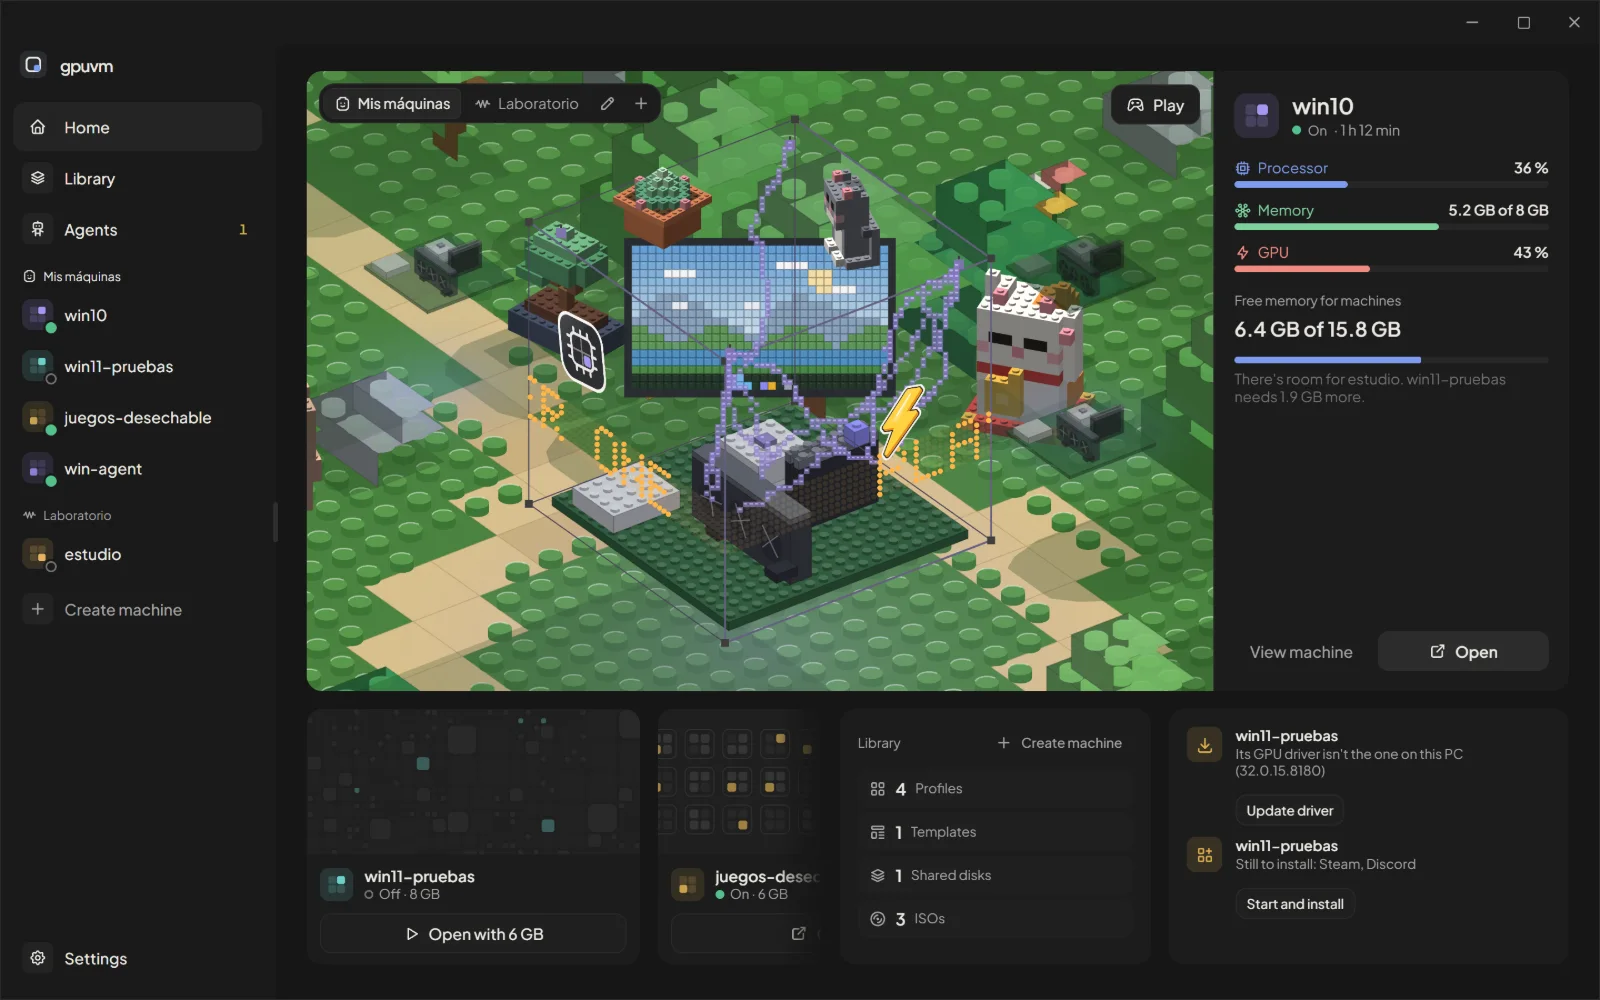 gpuvm
Home
Library
Agents 1
Mis máquinas
win10
win11-pruebas
juegos-desechable
win-agent
Laboratorio
estudio
Create machine
Settings
Mis máquinas
Laboratorio
Play
win10
On · 1 h 12 min
Processor 36 %
Memory 5.2 GB of 8 GB
GPU 43 %
Free memory for machines
6.4 GB of 15.8 GB
There's room for estudio. win11-pruebas
needs 1.9 GB more.
View machine
Open
win11-pruebas
Off · 8 GB
Open with 6 GB
juegos-desec
On · 6 GB
Library
Create machine
4 Profiles
1 Templates
1 Shared disks
3 ISOs
win11-pruebas
Its GPU driver isn't the one on this PC
(32.0.15.8180)
Update driver
win11-pruebas
Still to install: Steam, Discord
Start and install